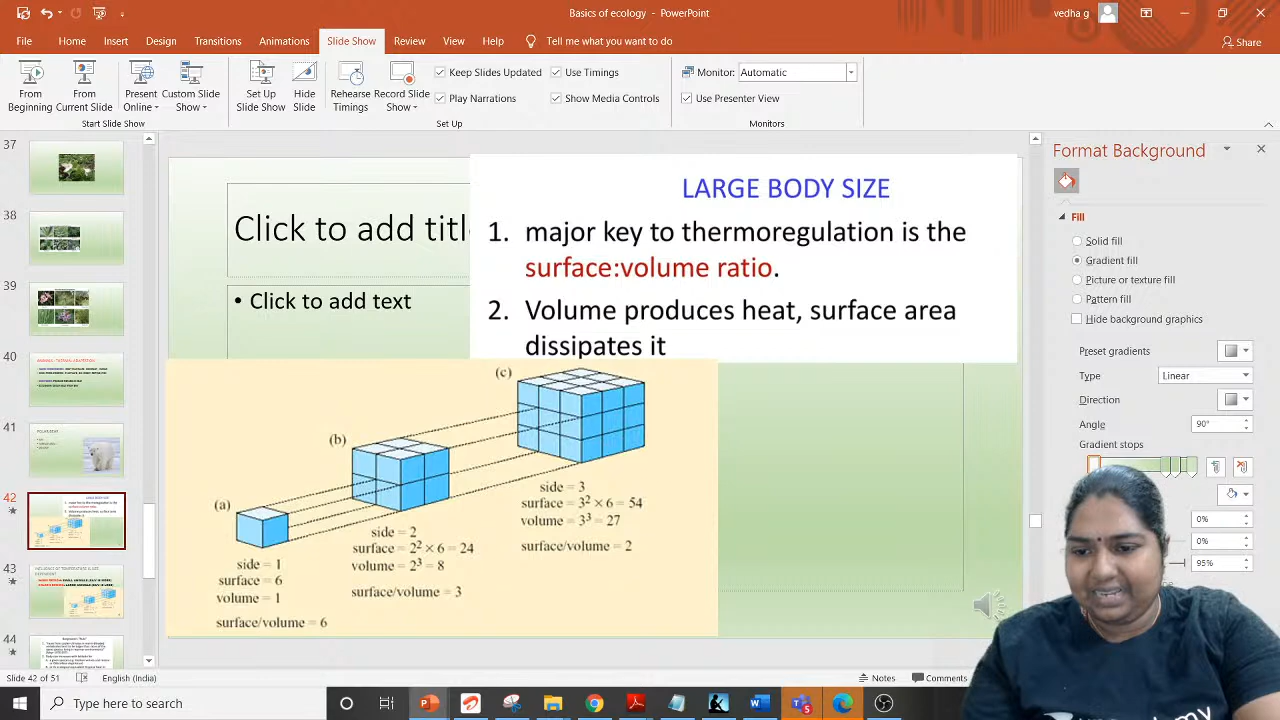 Basics of ecology - PowerPoint
vedha g
File Home Insert Design Transitions Animations Slide Show Review View Help Tell me what you want to do
Share
From Beginning
From Current Slide
Present Online
Custom Slide Show
Start Slide Show
Set Up Slide Show
Hide Slide
Rehearse Timings
Record Slide Show
Keep Slides Updated
Play Narrations
Use Timings
Show Media Controls
Set Up
Monitor: Automatic
Use Presenter View
Monitors
37
38
39
40
41
42
43
44
LARGE BODY SIZE
1. major key to thermoregulation is the
surface:volume ratio.
2. Volume produces heat, surface area
dissipates it
Click to add titl
• Click to add text
(a)
side = 1
surface = 6
volume = 1
surface/volume = 6
(b)
side = 2
surface = 2² × 6 = 24
volume = 2³ = 8
surface/volume = 3
(c)
side = 3
surface = 3² × 6 = 54
volume = 3³ = 27
surface/volume = 2
Format Background
Fill
Solid fill
Gradient fill
Picture or texture fill
Pattern fill
Hide background graphics
Preset gradients
Type Linear
Direction
Angle 90°
Gradient stops
0%
0%
95%
Slide 42 of 51 English (India)
Notes Comments
Type here to search